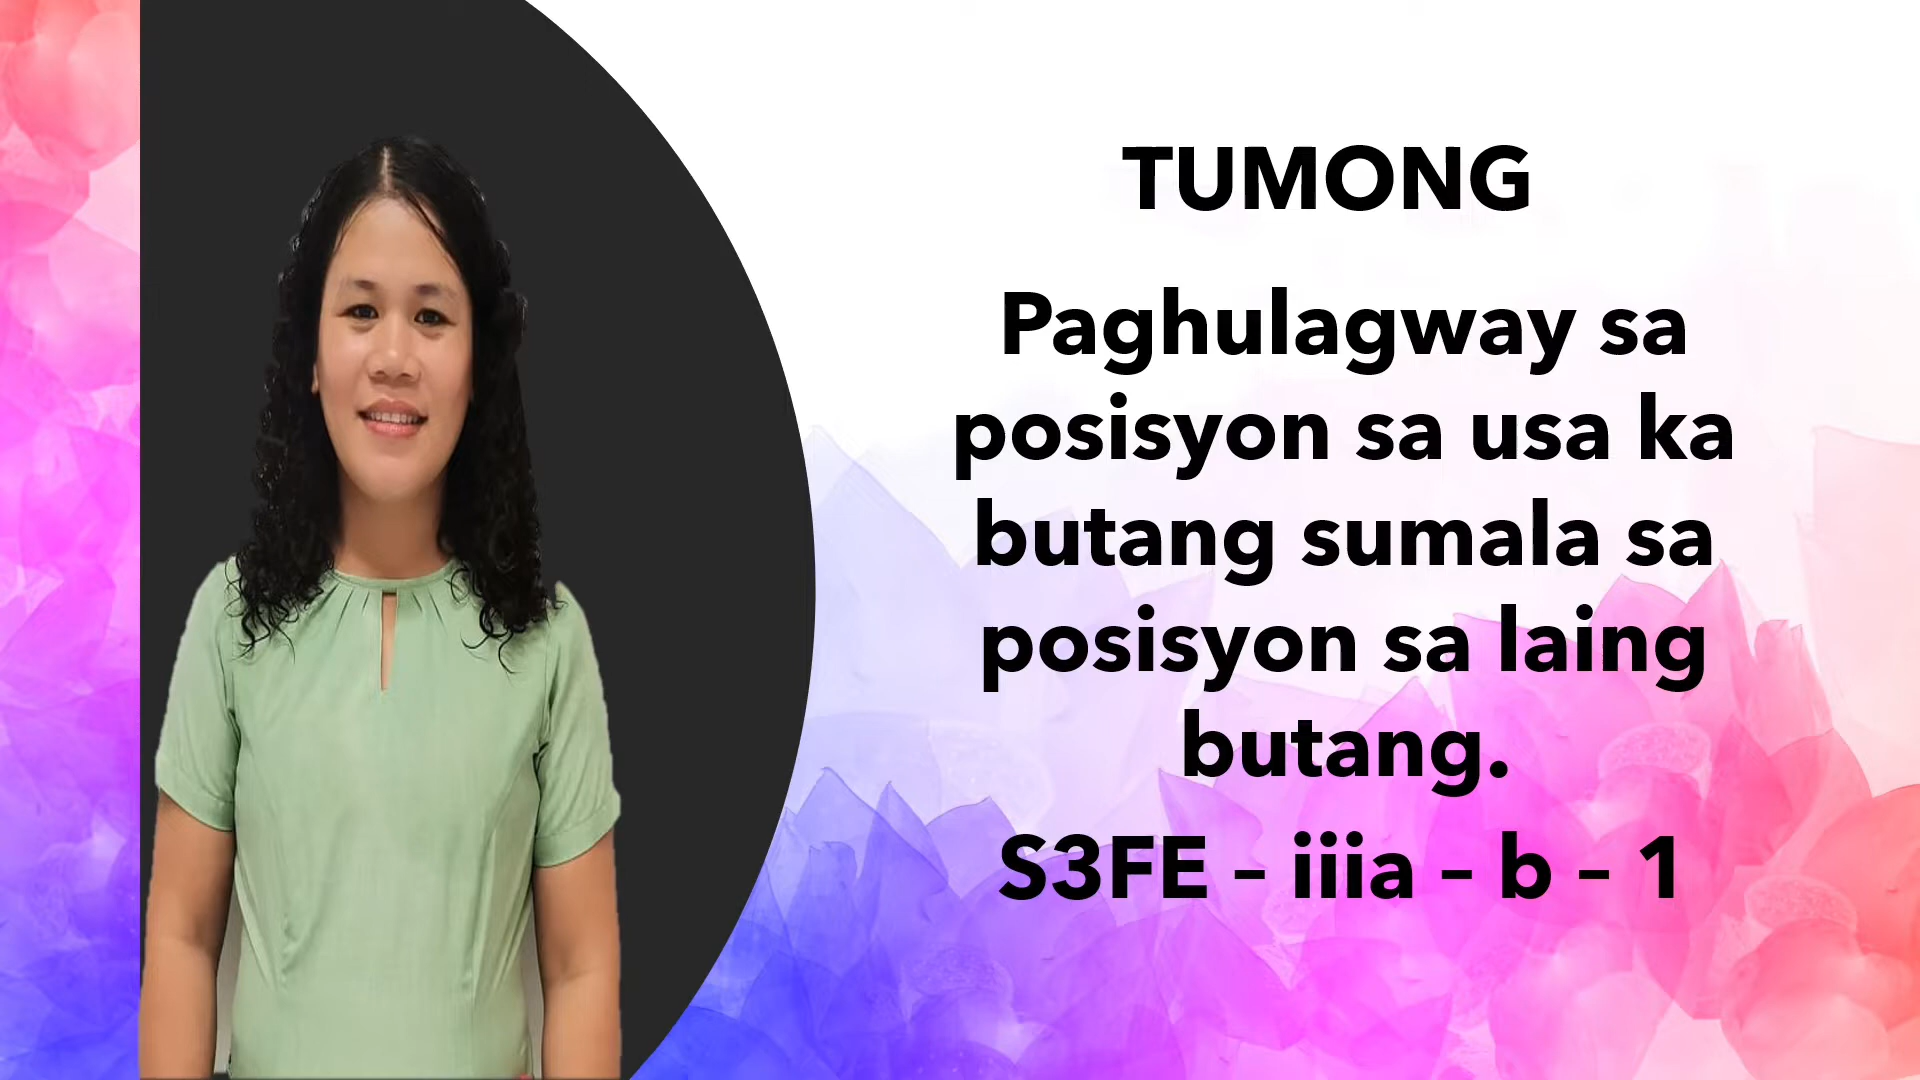 TUMONG
Paghulagway sa
posisyon sa usa ka
butang sumala sa
posisyon sa laing
butang.
S3FE – iiia – b – 1